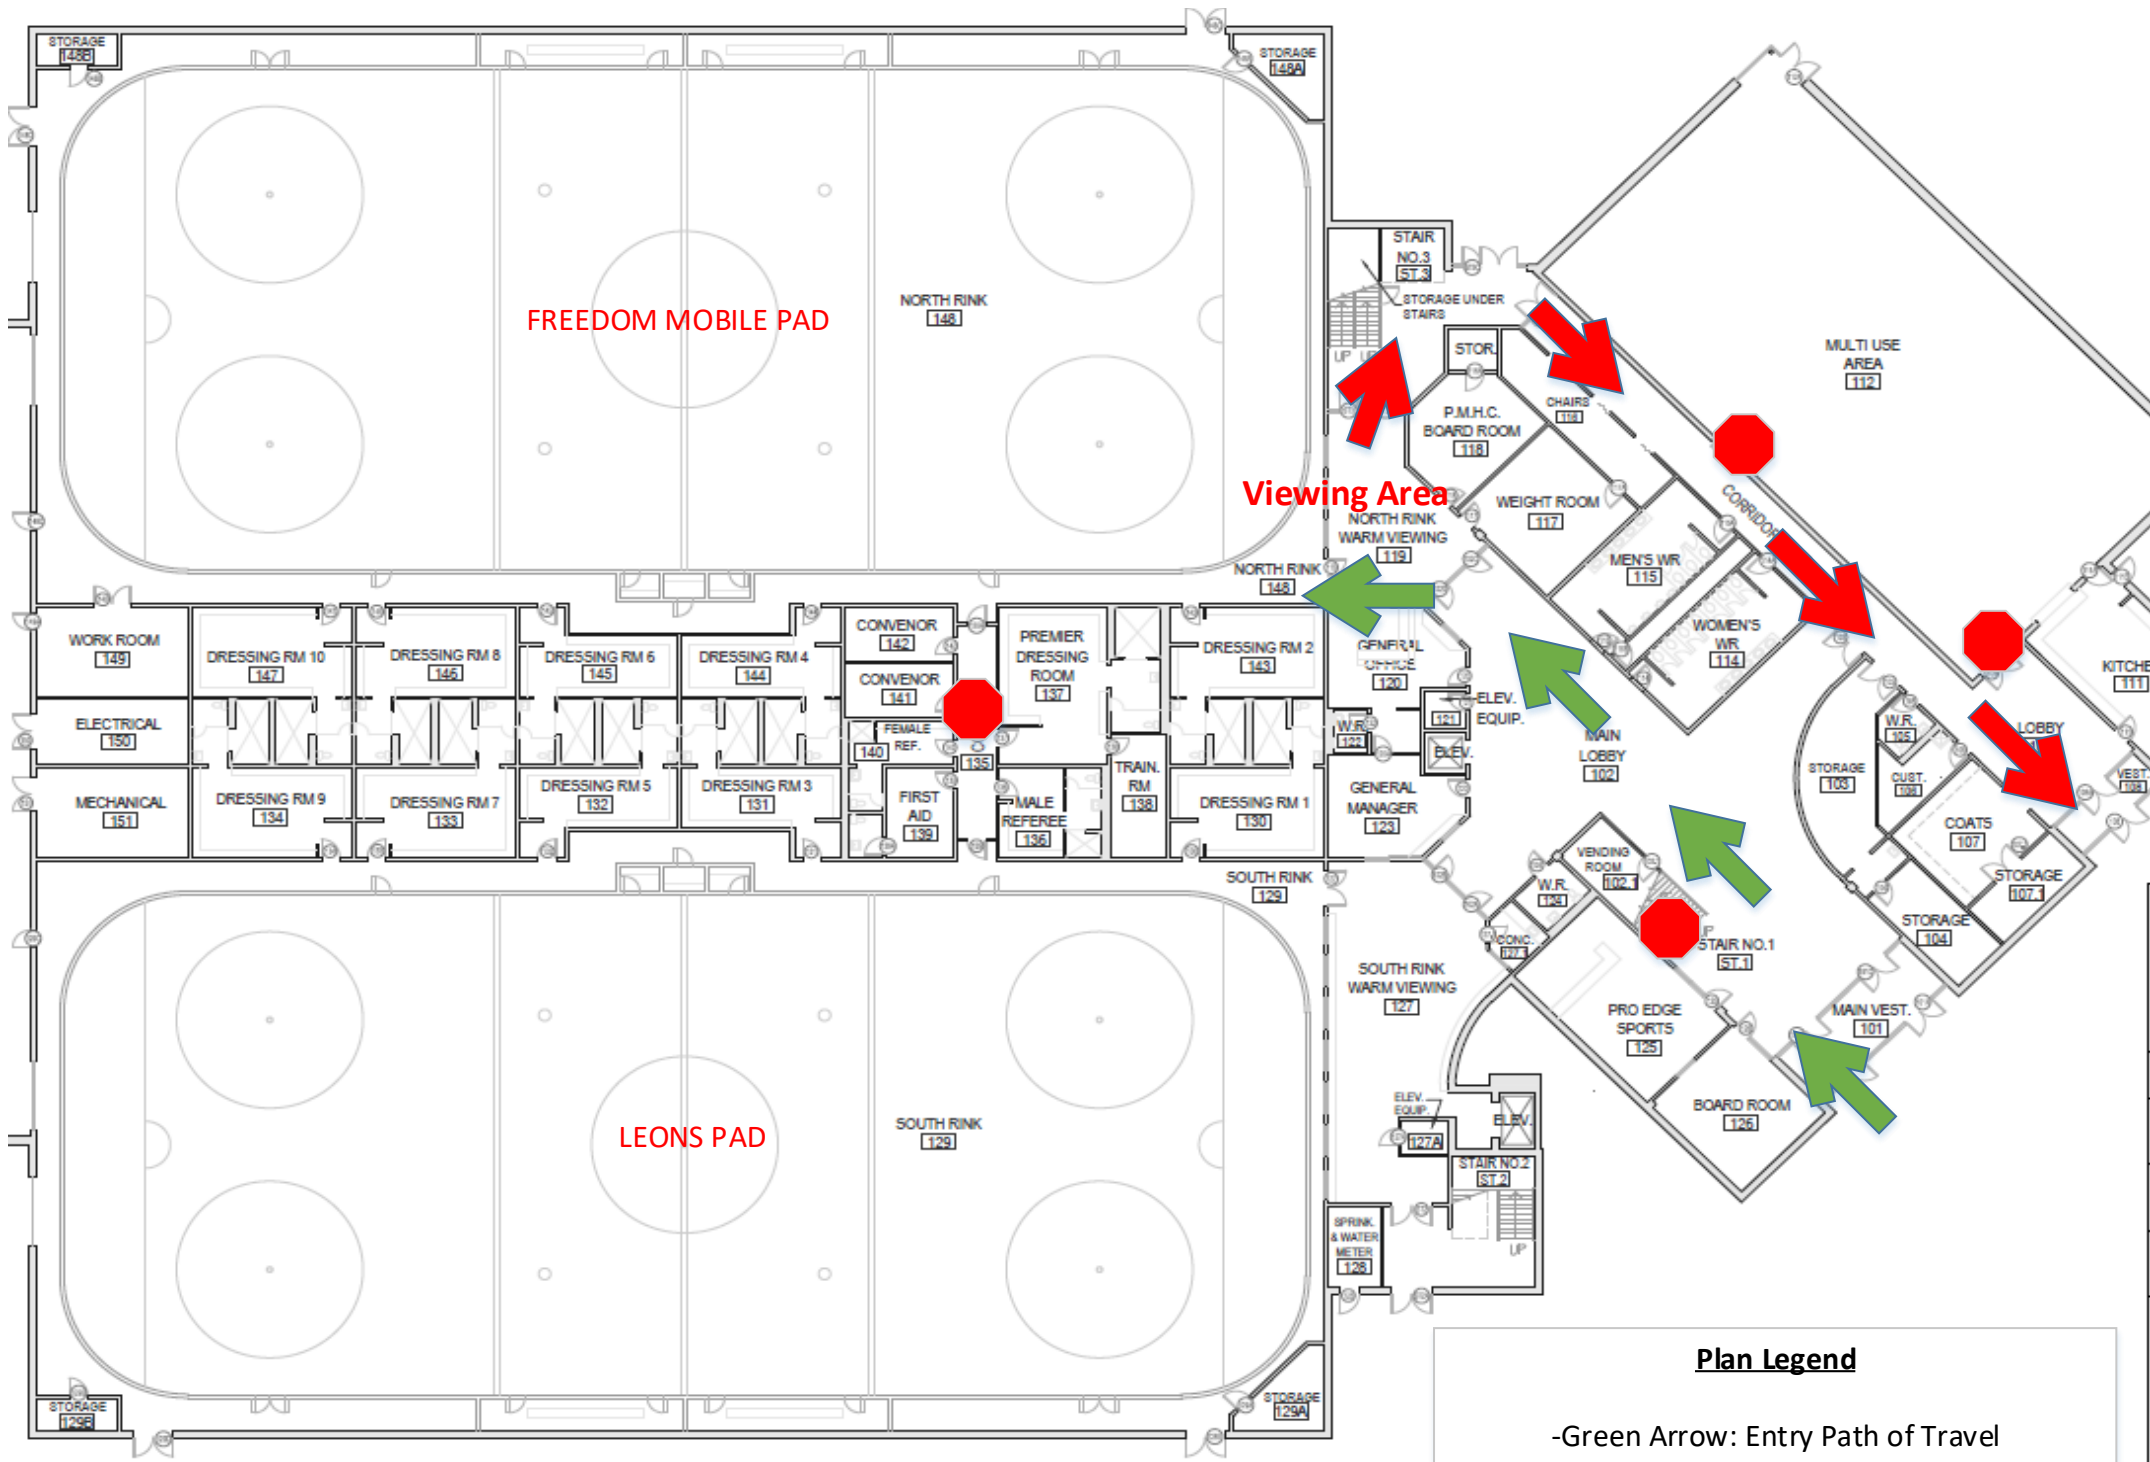 STORAGE
148B
STORAGE
148A
FREEDOM MOBILE PAD
NORTH RINK
148
STAIR
NO.3
ST.3
STORAGE UNDER
STAIRS
UP
STOR.
P.M.H.C.
BOARD ROOM
118
CHAIRS
116
MULTI USE
AREA
112
Viewing Area
NORTH RINK
WARM VIEWING
119
WEIGHT ROOM
117
CORRIDOR
MEN'S WR
115
WOMEN'S
WR
114
NORTH RINK
148
WORK ROOM
149
DRESSING RM 10
147
DRESSING RM 8
146
DRESSING RM 6
145
DRESSING RM 4
144
CONVENOR
142
CONVENOR
141
PREMIER
DRESSING
ROOM
137
DRESSING RM 2
143
GENERAL
OFFICE
120
ELEV.
EQUIP.
121
W.R.
122
ELEV.
MAIN
LOBBY
102
KITCHE
111
LOBBY
VEST.
108
W.R.
105
CUST.
106
STORAGE
103
COATS
107
STORAGE
107.1
STORAGE
104
ELECTRICAL
150
MECHANICAL
151
DRESSING RM 9
134
DRESSING RM 7
133
DRESSING RM 5
132
DRESSING RM 3
131
FEMALE
REF.
140
135
FIRST
AID
139
MALE
REFEREE
136
TRAIN.
RM
138
DRESSING RM 1
130
GENERAL
MANAGER
123
VENDING
ROOM
102.1
W.R.
124
CONC.
127.1
STAIR NO.1
ST.1
SOUTH RINK
129
SOUTH RINK
WARM VIEWING
127
PRO EDGE
SPORTS
125
MAIN VEST.
101
BOARD ROOM
126
LEONS PAD
SOUTH RINK
129
ELEV.
EQUIP.
127A
ELEV.
STAIR NO.2
ST.2
UP
SPRINK.
& WATER
METER
128
STORAGE
129B
STORAGE
129A
Plan Legend
-Green Arrow: Entry Path of Travel